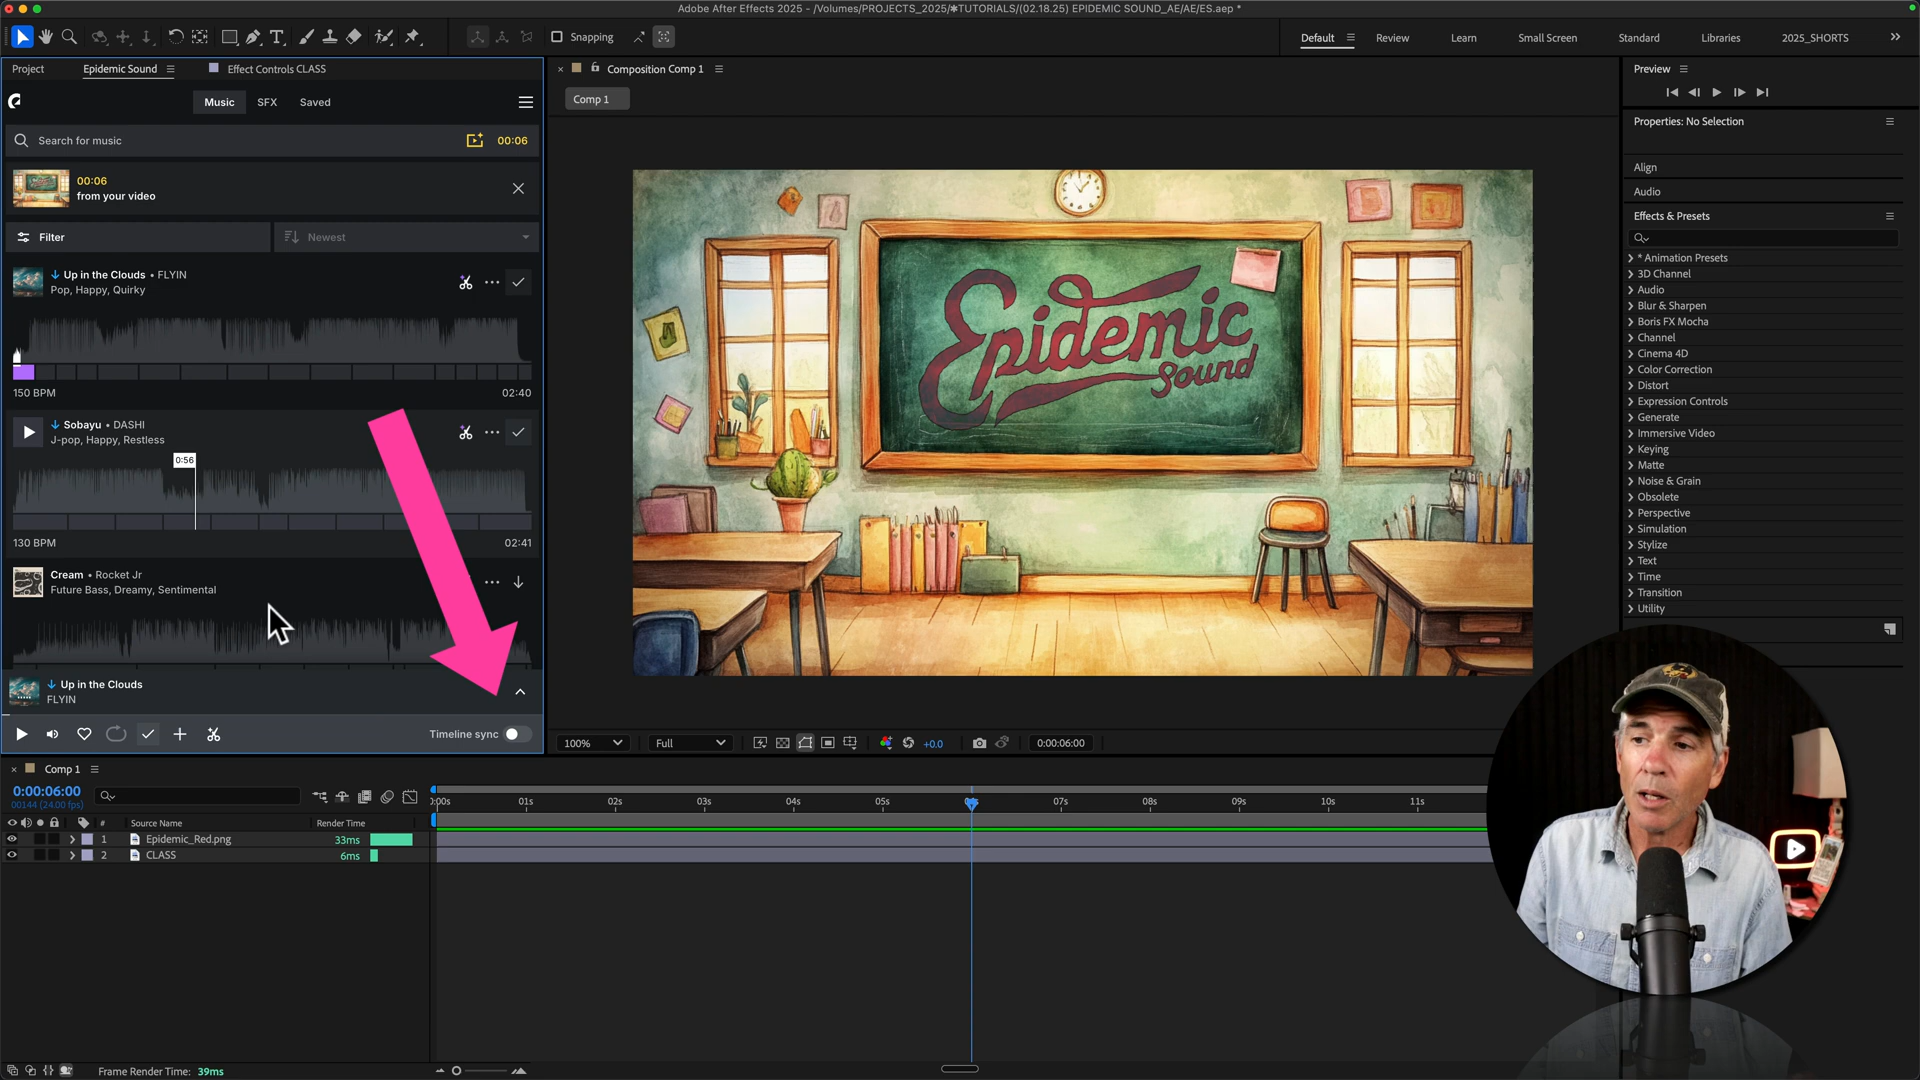 Adobe After Effects 2025 - /Volumes/PROJECTS_2025/✱TUTORIALS/(02.18.25) EPIDEMIC SOUND_AE/AE/ES.aep *
Snapping
Default
Review
Learn
Small Screen
Standard
Libraries
2025_SHORTS
Project
Epidemic Sound
Effect Controls CLASS
Music
SFX
Saved
Search for music
00:06
00:06
from your video
Filter
Newest
Up in the Clouds • FLYIN
Pop, Happy, Quirky
150 BPM
02:40
Sobayu • DASHI
J-pop, Happy, Restless
0:56
130 BPM
02:41
Cream • Rocket Jr
Future Bass, Dreamy, Sentimental
Up in the Clouds
FLYIN
Timeline sync
Composition Comp 1
Comp 1
Epidemic
Sound
100%
Full
+0.0
0:00:06:00
Preview
Properties: No Selection
Align
Audio
Effects & Presets
* Animation Presets
3D Channel
Audio
Blur & Sharpen
Boris FX Mocha
Channel
Cinema 4D
Color Correction
Distort
Expression Controls
Generate
Immersive Video
Keying
Matte
Noise & Grain
Obsolete
Perspective
Simulation
Stylize
Text
Time
Transition
Utility
Comp 1
0:00:06:00
00144 (24.00 fps)
# Source Name Render Time
1 Epidemic_Red.png 33ms
2 CLASS 6ms
0:00s 01s 02s 03s 04s 05s 07s 08s 09s 10s 11s
Frame Render Time: 39ms